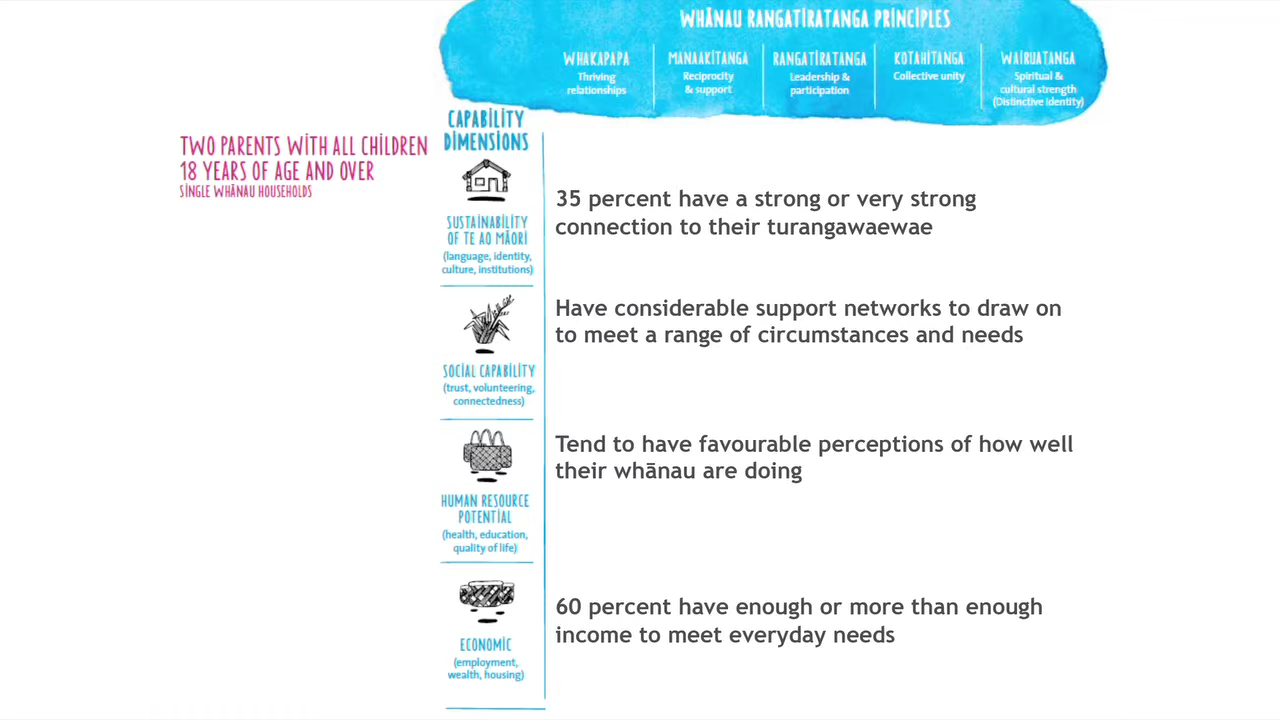 WHĀNAU RANGATIRATANGA PRINCIPLES
WHAKAPAPA
Thriving
relationships
MANAAKITANGA
Reciprocity
& support
RANGATIRATANGA
Leadership &
participation
KOTAHITANGA
Collective unity
WAIRUATANGA
Spiritual &
cultural strength
(Distinctive identity)
CAPABILITY
DIMENSIONS
TWO PARENTS WITH ALL CHILDREN
18 YEARS OF AGE AND OVER
SINGLE WHĀNAU HOUSEHOLDS
SUSTAINABILITY
OF TE AO MĀORI
(language, identity,
culture, institutions)
35 percent have a strong or very strong
connection to their turangawaewae
SOCIAL CAPABILITY
(trust, volunteering,
connectedness)
Have considerable support networks to draw on
to meet a range of circumstances and needs
HUMAN RESOURCE
POTENTIAL
(health, education,
quality of life)
Tend to have favourable perceptions of how well
their whānau are doing
ECONOMIC
(employment,
wealth, housing)
60 percent have enough or more than enough
income to meet everyday needs